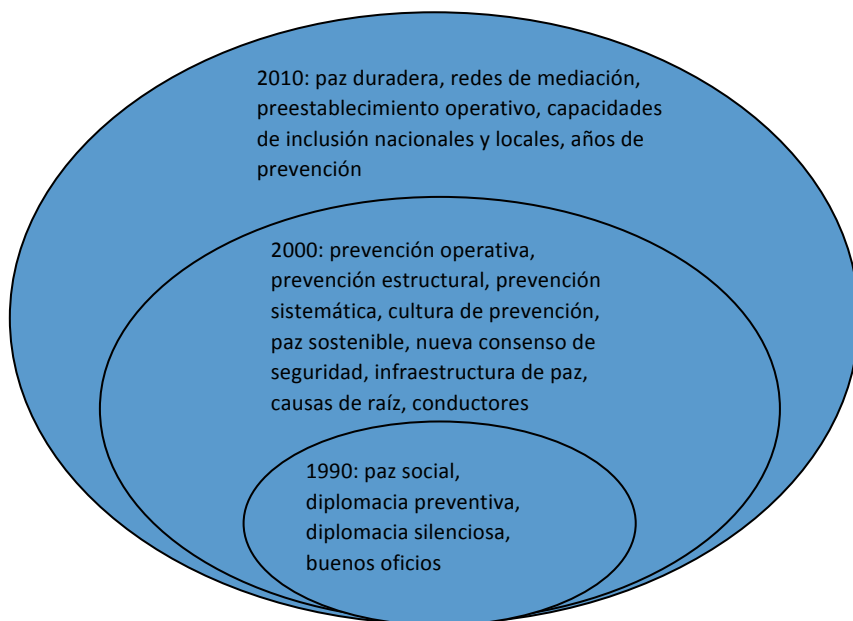 2010: paz duradera, redes de mediación,
preestablecimiento operativo, capacidades
de inclusión nacionales y locales, años de
prevención
2000: prevención operativa,
prevención estructural, prevención
sistemática, cultura de prevención,
paz sostenible, nueva consenso de
seguridad, infraestructura de paz,
causas de raíz, conductores
1990: paz social,
diplomacia preventiva,
diplomacia silenciosa,
buenos oficios